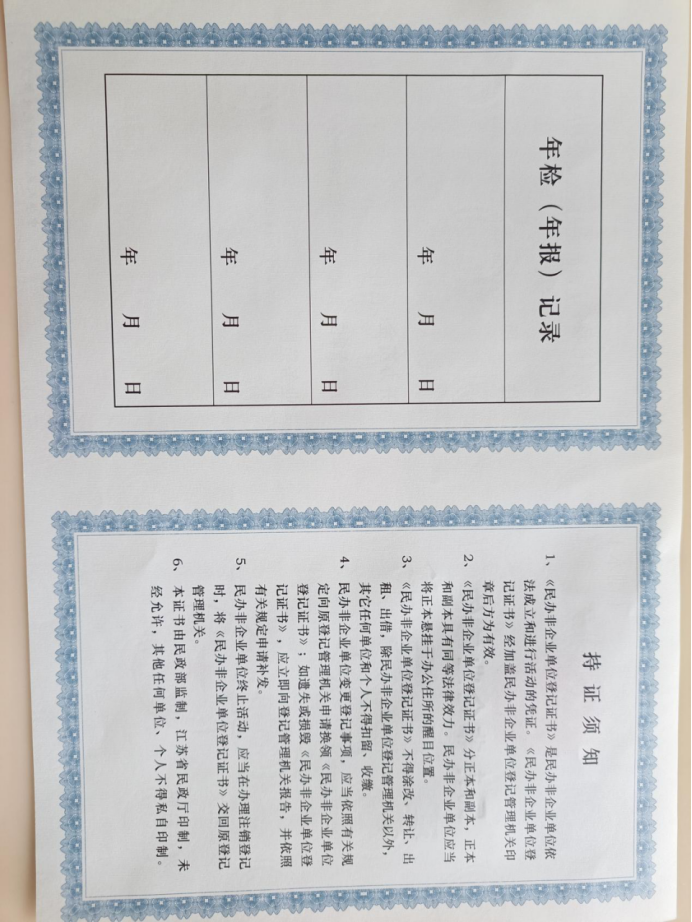 年检（年报）记录
年 月 日
年 月 日
年 月 日
年 月 日
持证须知
1、《民办非企业单位登记证书》是民办非企业单位依
法成立和进行活动的凭证。《民办非企业单位登
记证书》经加盖民办非企业单位登记管理机关印
章后方为有效。
2、《民办非企业单位登记证书》分正本和副本，正本
和副本具有同等法律效力。民办非企业单位应当
将正本悬挂于办公住所的醒目位置。
3、《民办非企业单位登记证书》不得涂改、转让、出
租、出借，除民办非企业单位登记管理机关以外，
其它任何单位和个人不得扣留、收缴。
4、民办非企业单位变更登记事项，应当依照有关规
定向原登记管理机关申请换领《民办非企业单位
登记证书》；如遗失或损毁《民办非企业单位登
记证书》，应立即向登记管理机关报告，并依照
有关规定申请补发。
5、民办非企业单位终止活动，应当在办理注销登记
时，将《民办非企业单位登记证书》交回原登记
管理机关。
6、本证书由民政部监制，江苏省民政厅印制，未
经允许，其他任何单位、个人不得私自印制。